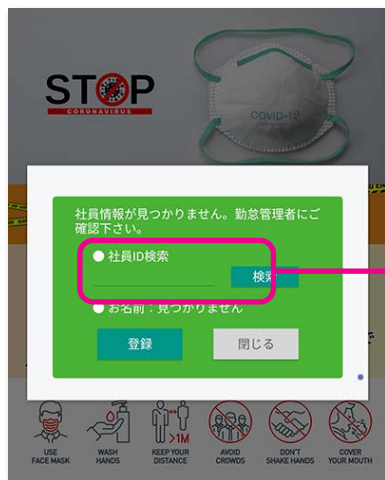 STOP
CORONAVIRUS
COVID-19
社員情報が見つかりません。勤怠管理者にご
確認下さい。
社員ID検索
検索
お名前：見つかりません
登録
閉じる
>1M
USE
FACE MASK
WASH
HANDS
KEEP YOUR
DISTANCE
AVOID
CROWDS
DON'T
SHAKE HANDS
COVER
YOUR MOUTH